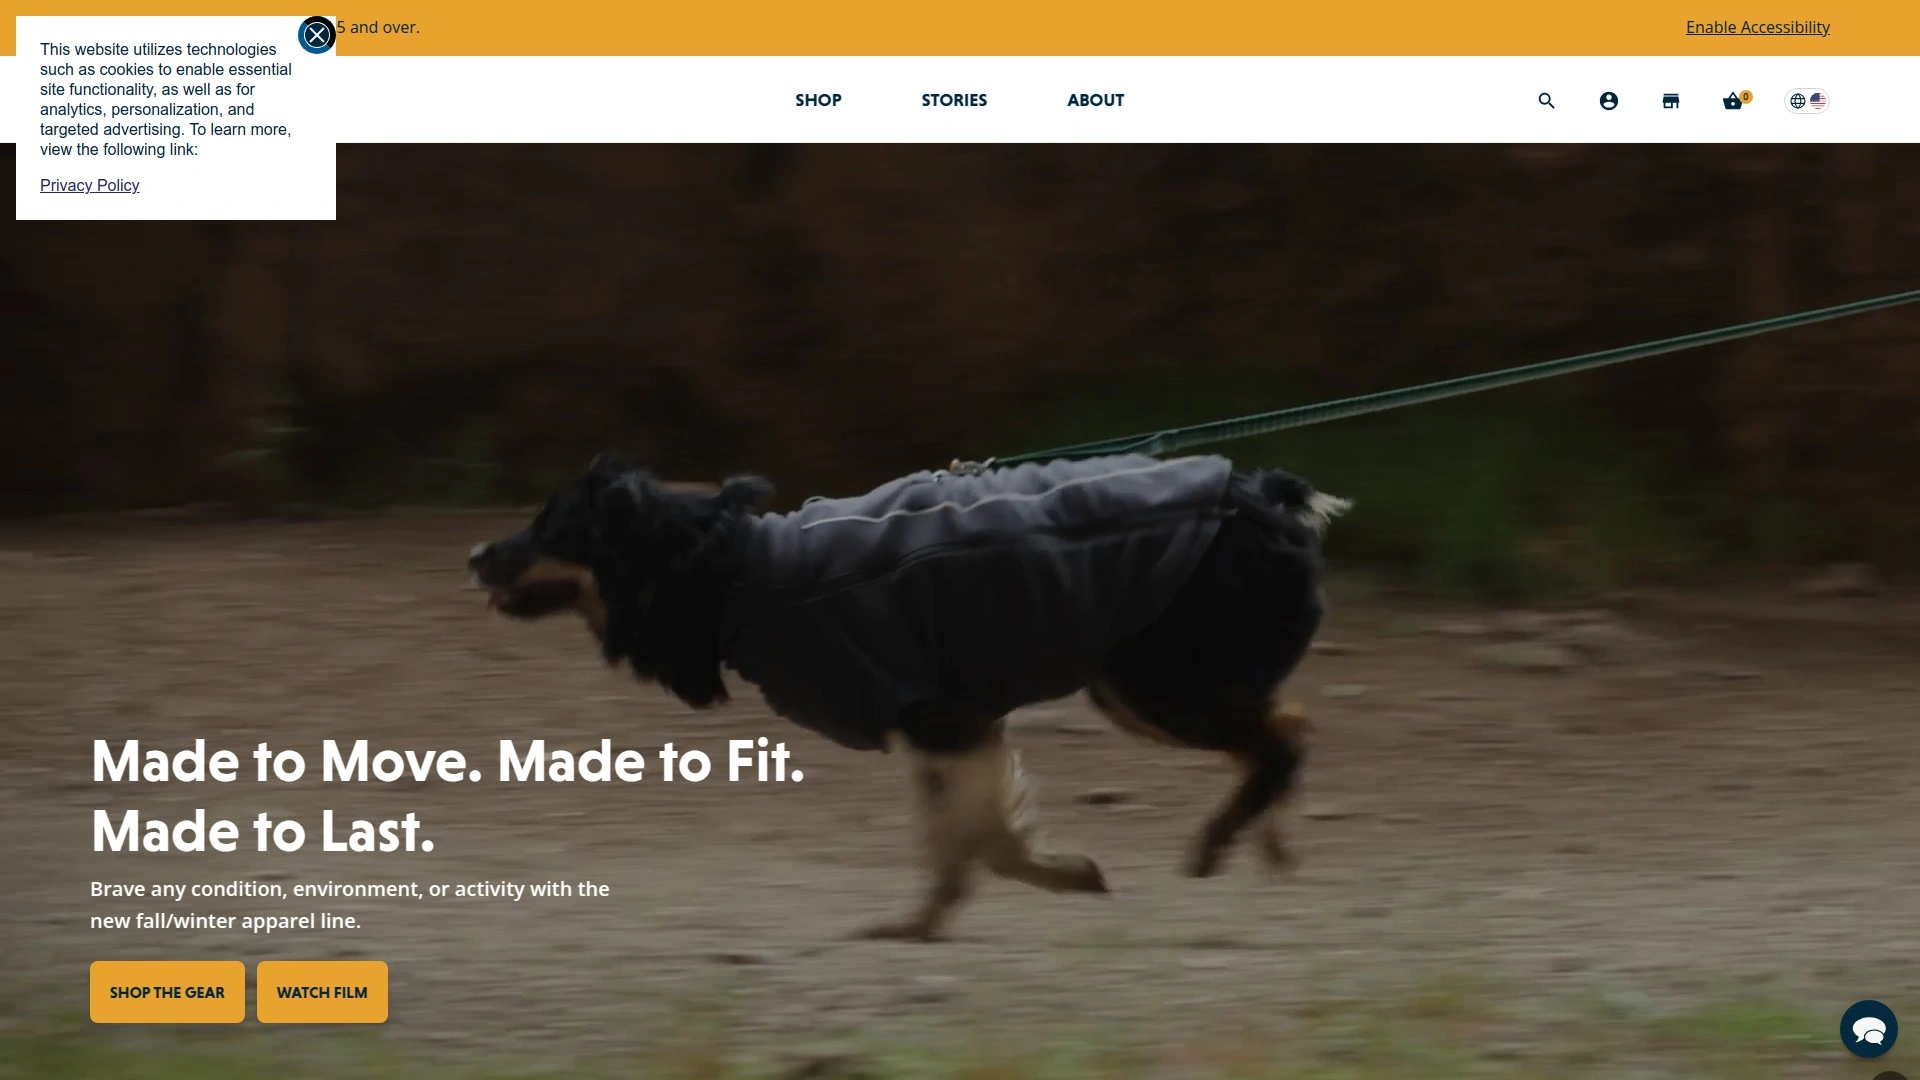 5 and over.
Enable Accessibility
This website utilizes technologies
such as cookies to enable essential
site functionality, as well as for
analytics, personalization, and
targeted advertising. To learn more,
view the following link:
Privacy Policy
SHOP
STORIES
ABOUT
0
Made to Move. Made to Fit.
Made to Last.
Brave any condition, environment, or activity with the
new fall/winter apparel line.
SHOP THE GEAR
WATCH FILM